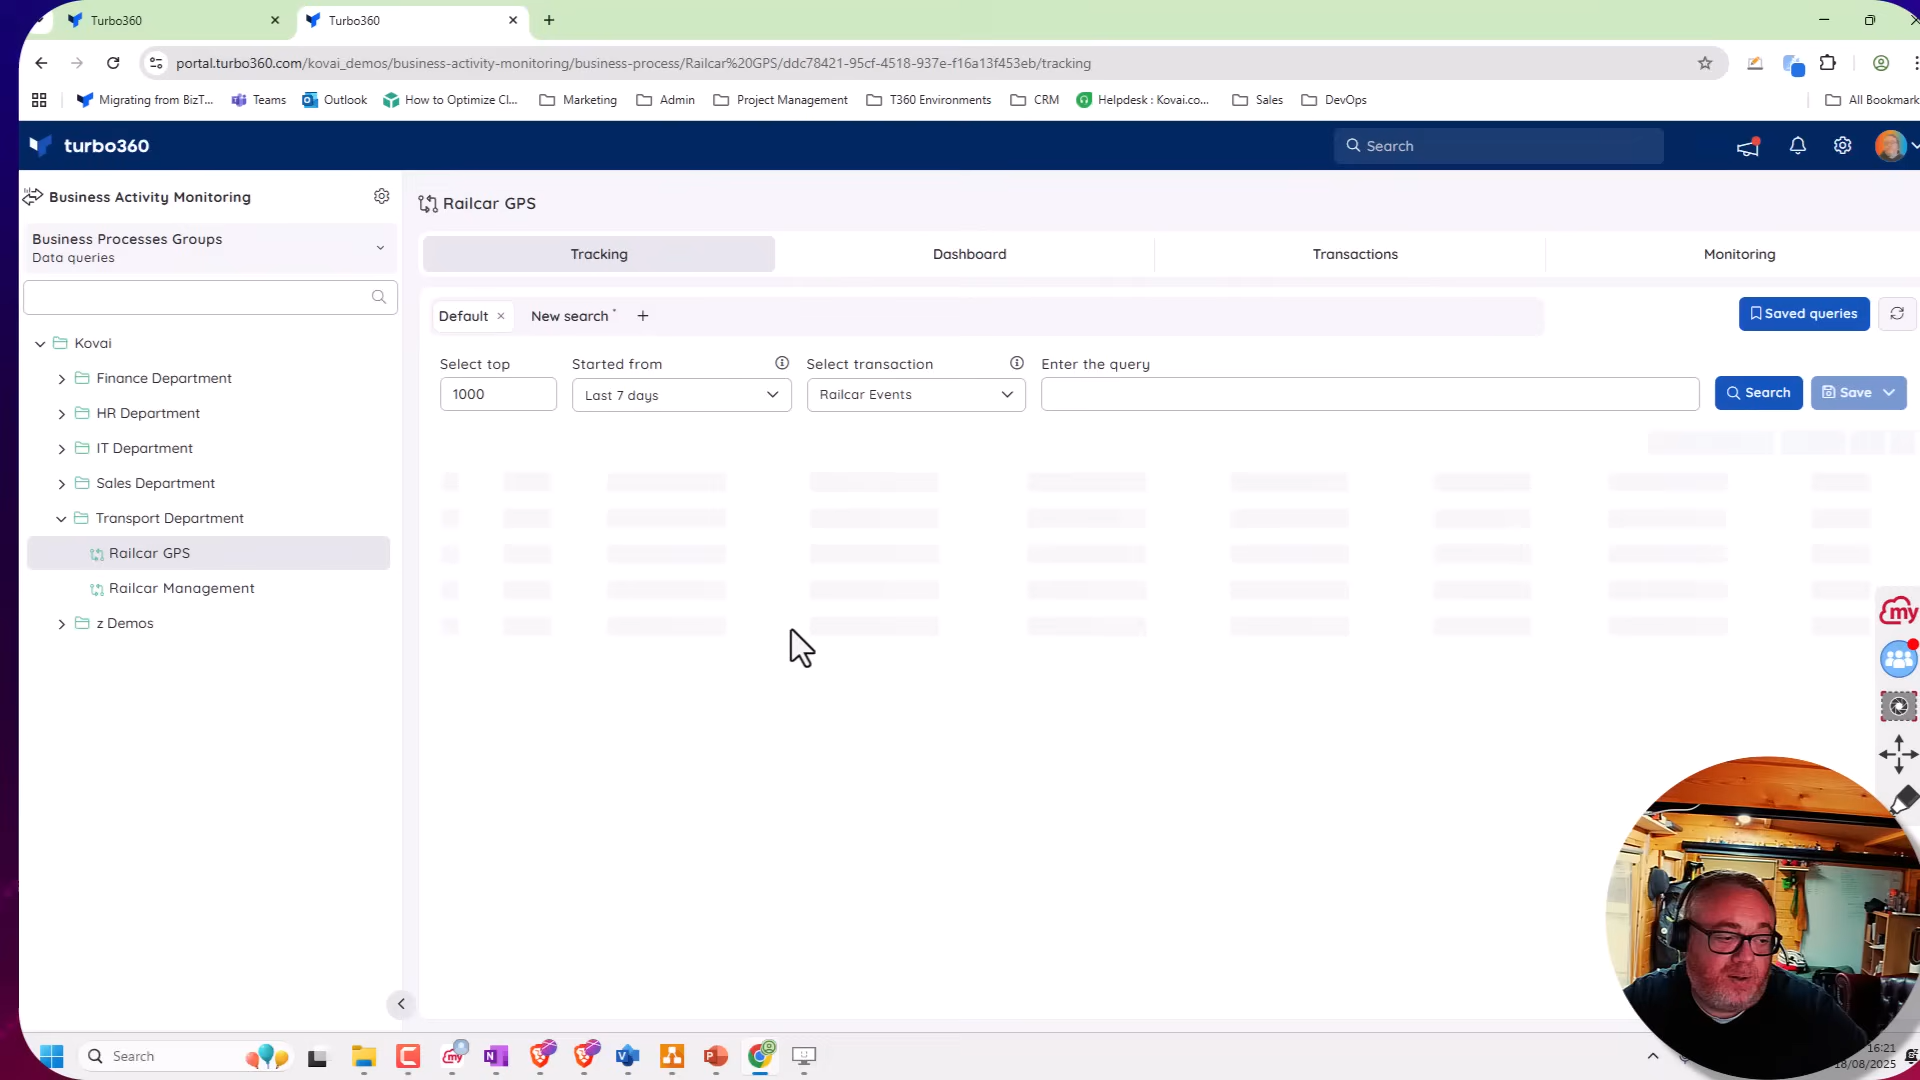 Turbo360
Turbo360
portal.turbo360.com/kovai_demos/business-activity-monitoring/business-process/Railcar%20GPS/ddc78421-95cf-4518-937e-f16a13f453eb/tracking
Migrating from BizT...
Teams
Outlook
How to Optimize Cl...
Marketing
Admin
Project Management
T360 Environments
CRM
Helpdesk : Kovai.co...
Sales
DevOps
All Bookmark
turbo360
Search
Business Activity Monitoring
Business Processes Groups
Data queries
Kovai
Finance Department
HR Department
IT Department
Sales Department
Transport Department
Railcar GPS
Railcar Management
z Demos
Railcar GPS
Tracking
Dashboard
Transactions
Monitoring
Default
New search *
Saved queries
Select top
Started from
Select transaction
Enter the query
1000
Last 7 days
Railcar Events
Search
Save
my
Search
my
16:21
18/08/2025